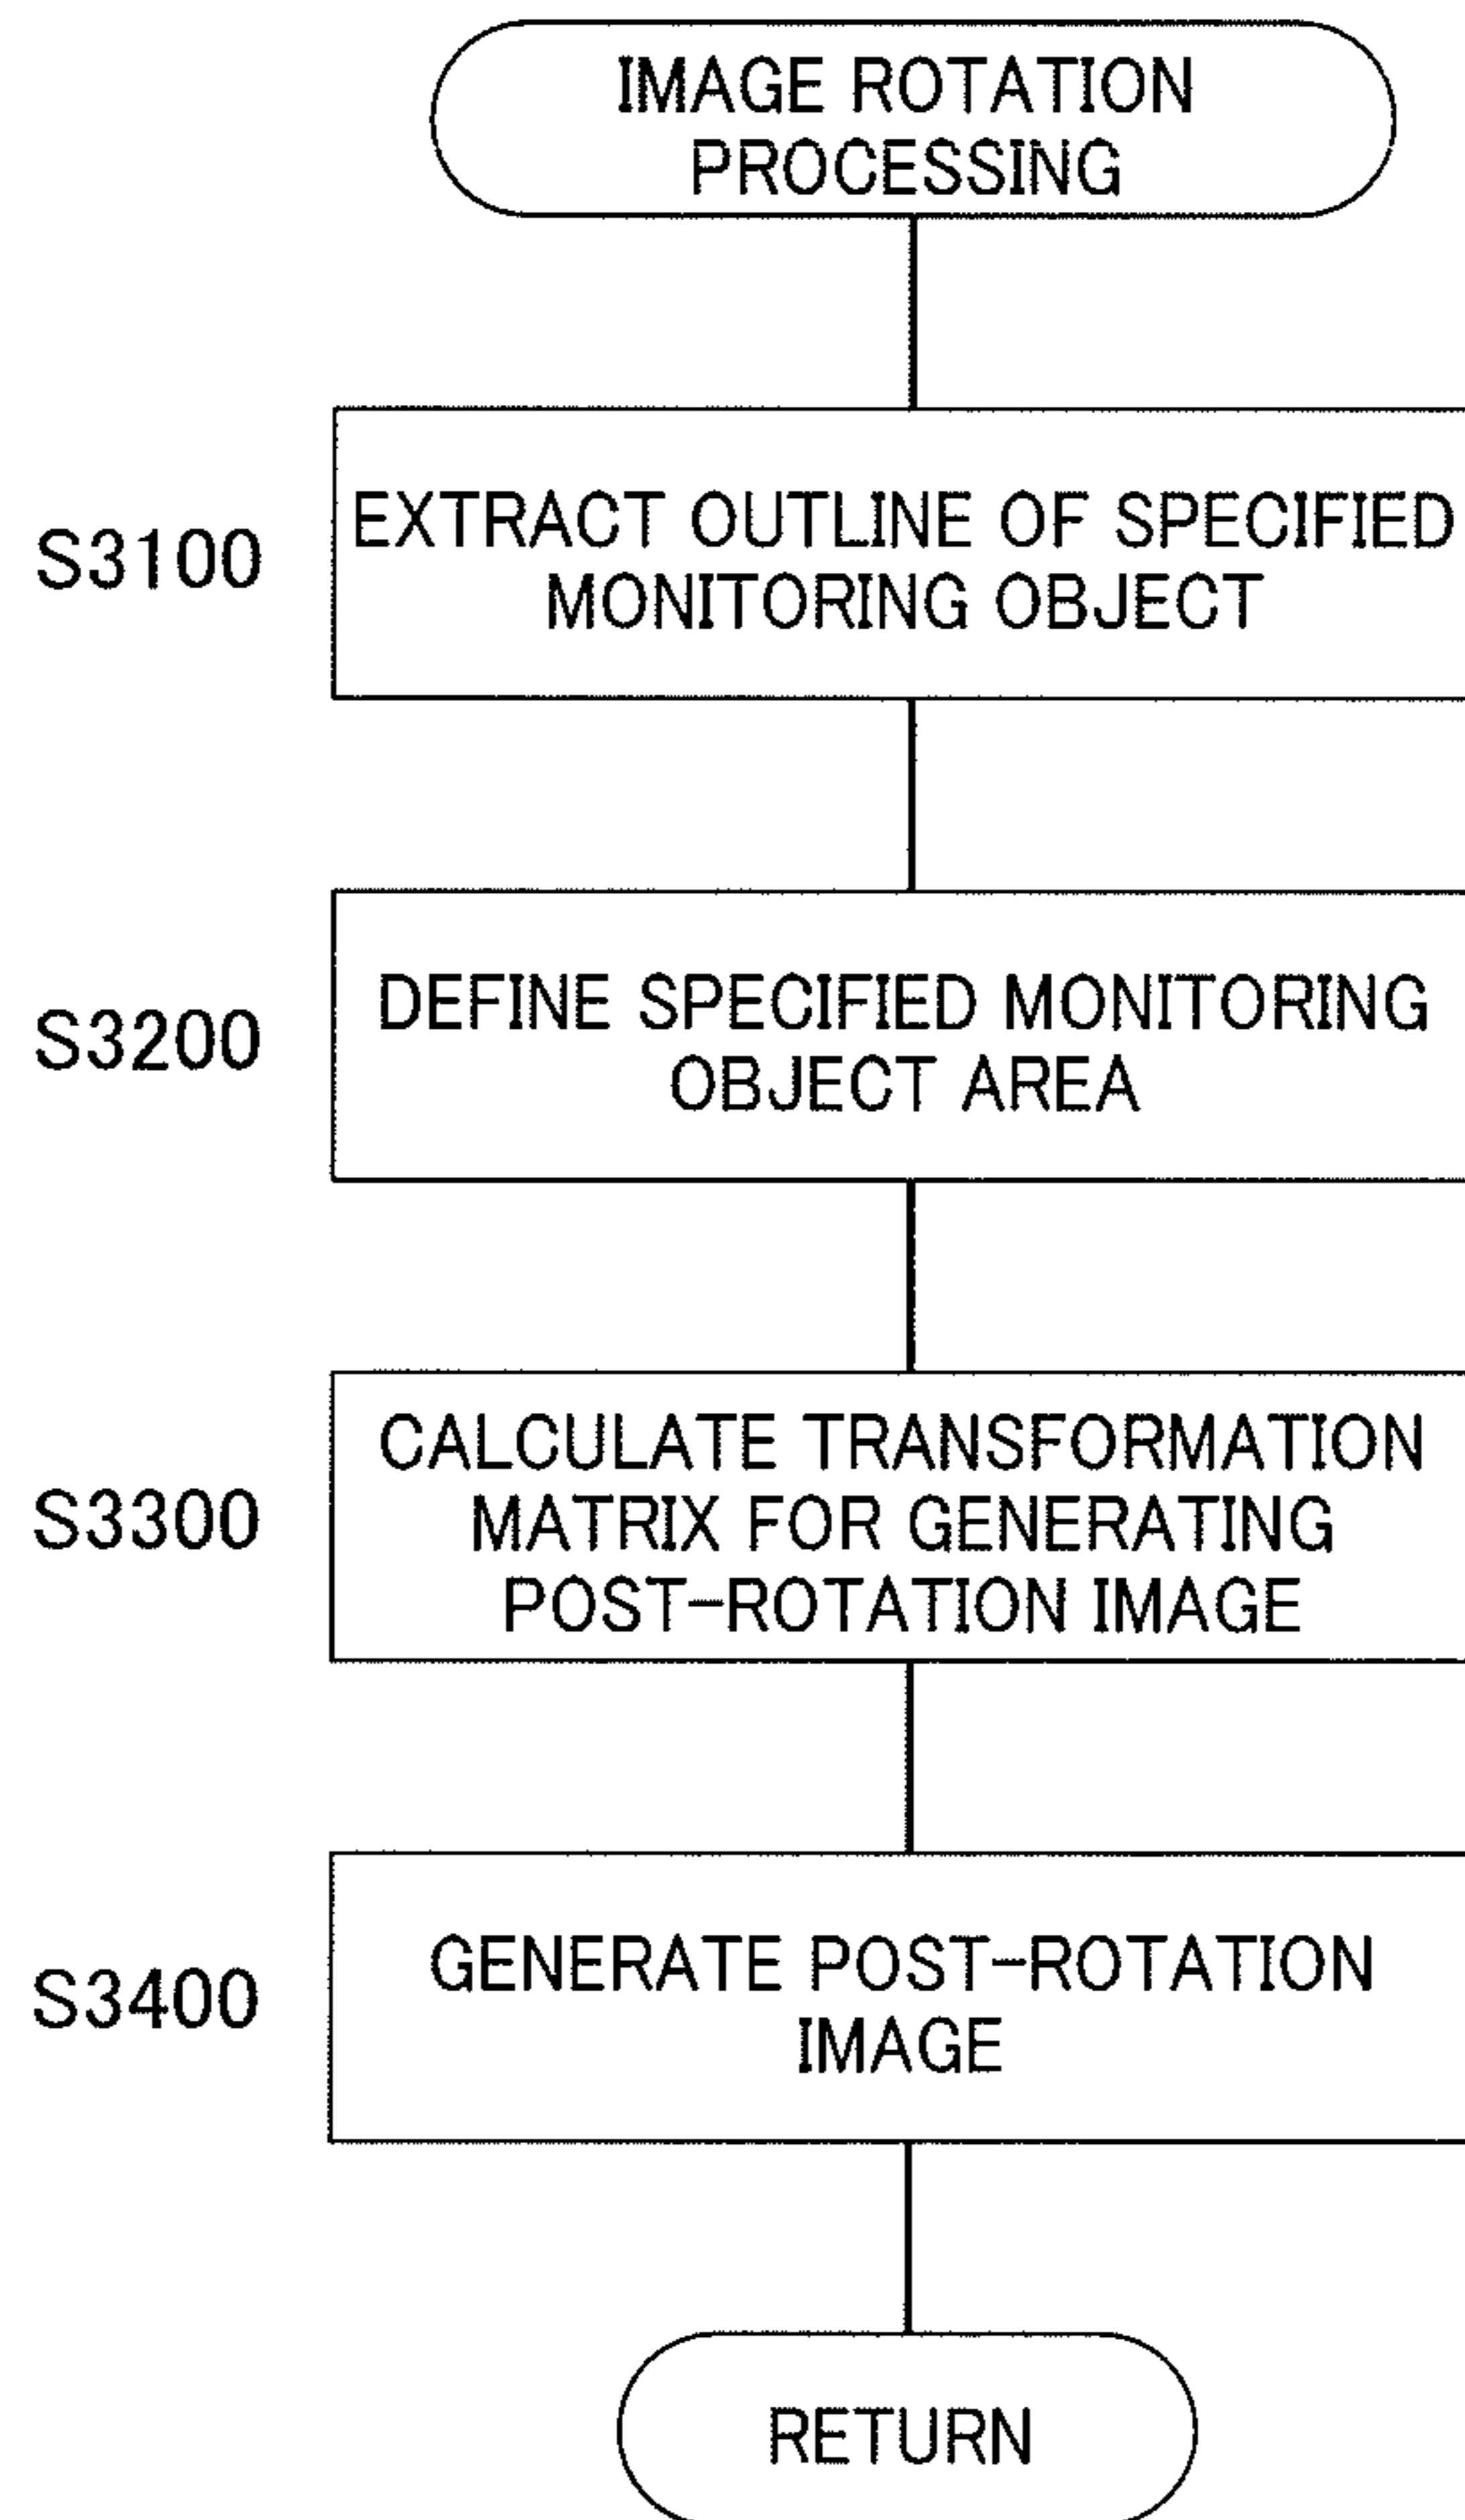 IMAGE ROTATION
PROCESSING
S3100
EXTRACT OUTLINE OF SPECIFIED
MONITORING OBJECT
S3200
DEFINE SPECIFIED MONITORING
OBJECT AREA
S3300
CALCULATE TRANSFORMATION
MATRIX FOR GENERATING
POST-ROTATION IMAGE
S3400
GENERATE POST-ROTATION
IMAGE
RETURN